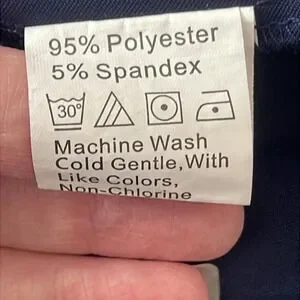 95% Polyester
5% Spandex
30°
Machine Wash
Cold Gentle,With
Like Colors,
Non-Chlorine